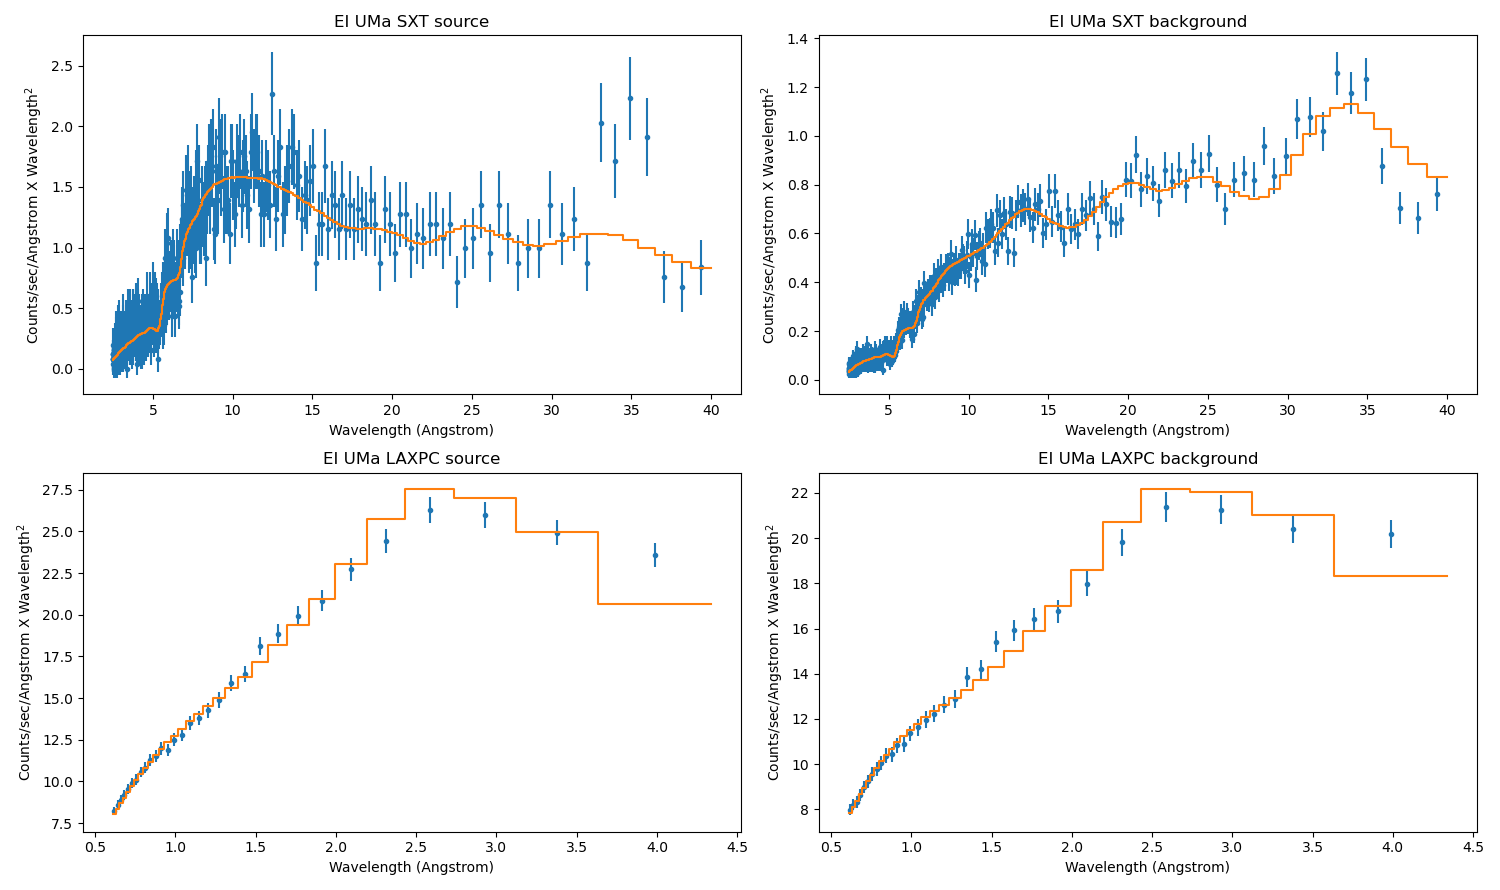 EI UMa SXT source
Counts/sec/Angstrom X Wavelength²
2.5
2.0
1.5
1.0
0.5
0.0
5 10 15 20 25 30 35 40
Wavelength (Angstrom)
EI UMa SXT background
Counts/sec/Angstrom X Wavelength²
1.4
1.2
1.0
0.8
0.6
0.4
0.2
0.0
5 10 15 20 25 30 35 40
Wavelength (Angstrom)
EI UMa LAXPC source
Counts/sec/Angstrom X Wavelength²
27.5
25.0
22.5
20.0
17.5
15.0
12.5
10.0
7.5
0.5 1.0 1.5 2.0 2.5 3.0 3.5 4.0 4.5
Wavelength (Angstrom)
EI UMa LAXPC background
Counts/sec/Angstrom X Wavelength²
22
20
18
16
14
12
10
8
0.5 1.0 1.5 2.0 2.5 3.0 3.5 4.0 4.5
Wavelength (Angstrom)